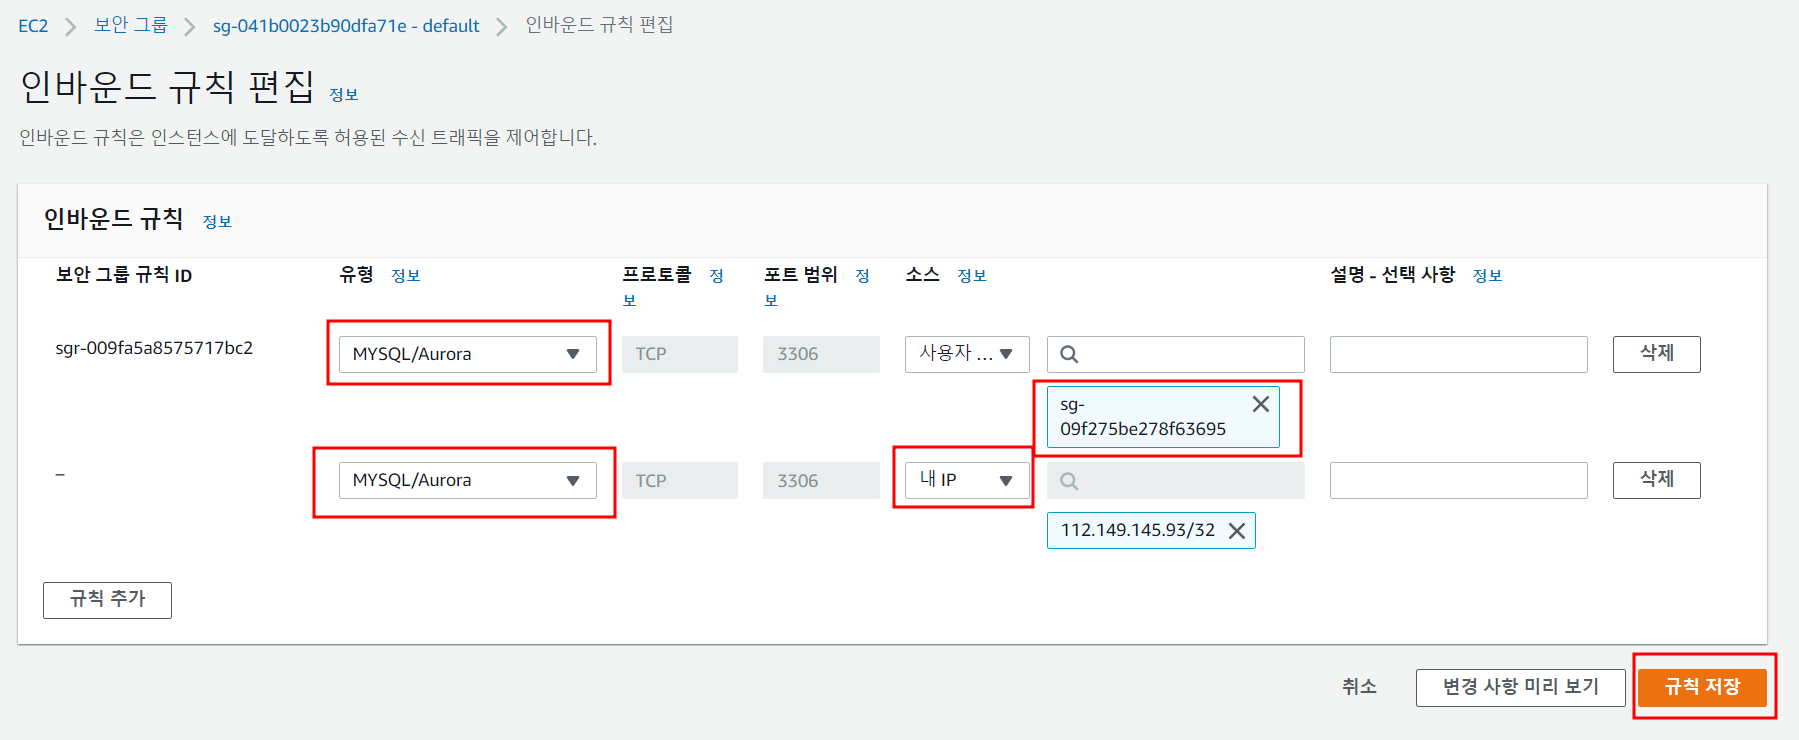 EC2 > 보안 그룹 > sg-041b0023b90dfa71e - default > 인바운드 규칙 편집
인바운드 규칙 편집 정보
인바운드 규칙은 인스턴스에 도달하도록 허용된 수신 트래픽을 제어합니다.
인바운드 규칙 정보
보안 그룹 규칙 ID 유형 정보 프로토콜 정보 포트 범위 정보 소스 정보 설명 - 선택 사항 정보
sgr-009fa5a8575717bc2 MYSQL/Aurora TCP 3306 사용자 ... 삭제
sg-
09f275be278f63695
– MYSQL/Aurora TCP 3306 내 IP 삭제
112.149.145.93/32
규칙 추가
취소 변경 사항 미리 보기 규칙 저장